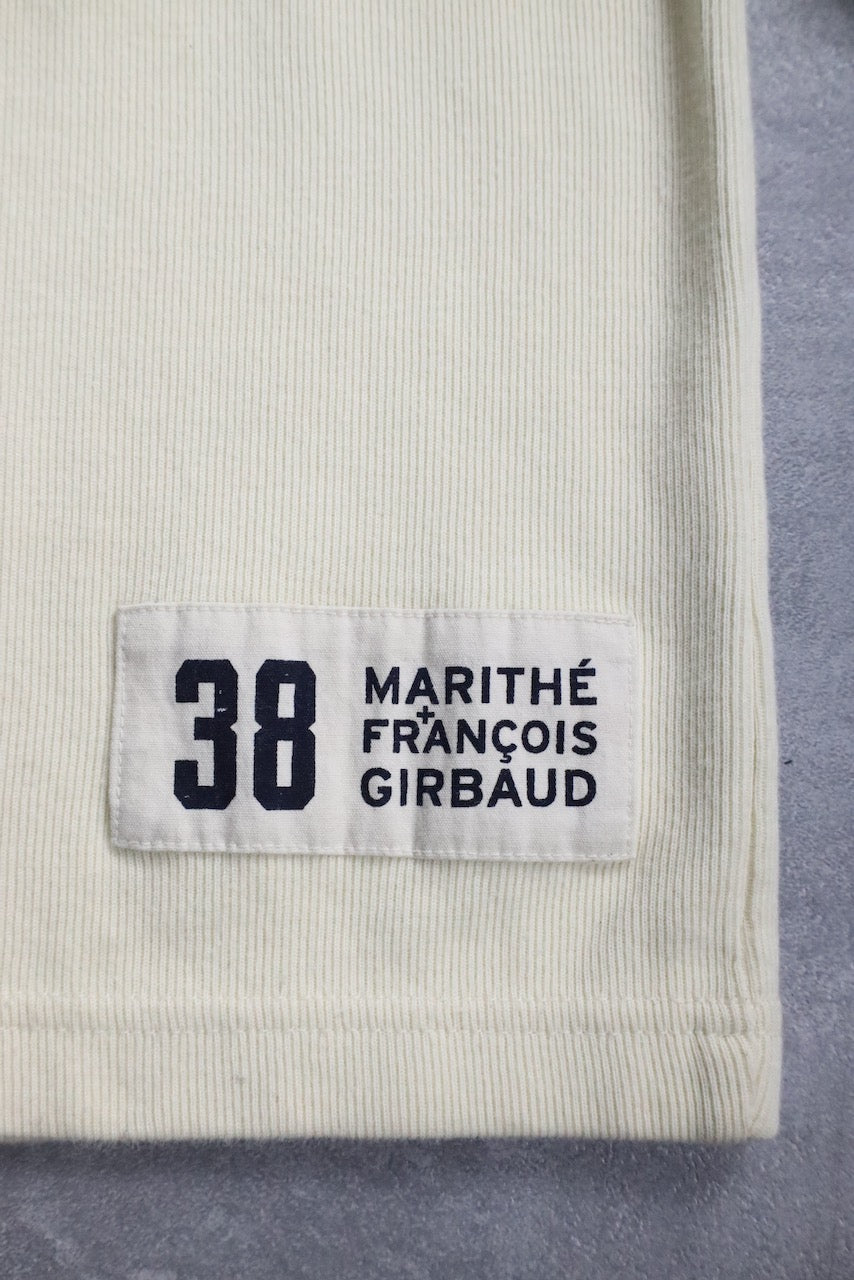 38
MARITHÉ
+
FRANÇOIS
GIRBAUD